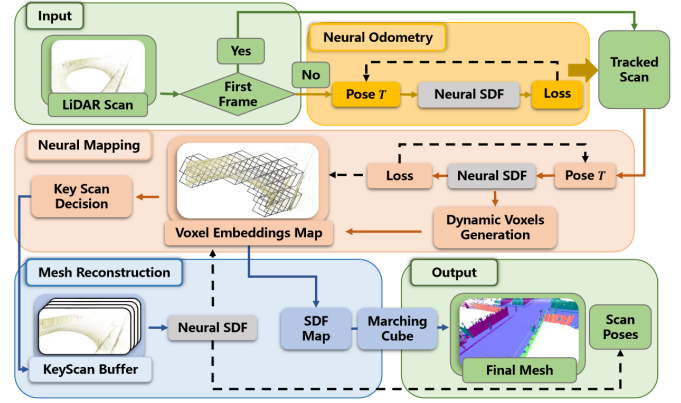 Input
Yes
LiDAR Scan
First
Frame
No
Neural Odometry
Pose T
Neural SDF
Loss
Tracked
Scan
Neural Mapping
Key Scan
Decision
Voxel Embeddings Map
Loss
Neural SDF
Pose T
Dynamic Voxels
Generation
Mesh Reconstruction
KeyScan Buffer
Neural SDF
SDF
Map
Marching
Cube
Output
Final Mesh
Scan
Poses